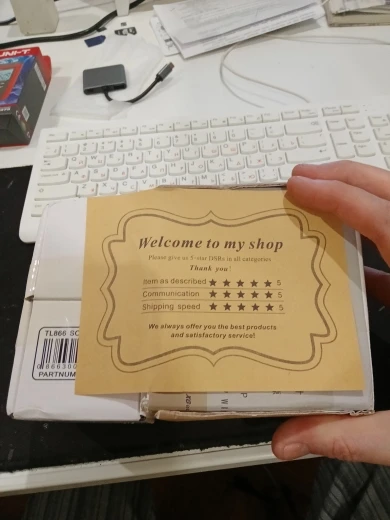 UNI-T
Welcome to my shop
Please give us 5-star DSRs in all categories
Thank you!
Item as described ★ ★ ★ ★ ★ 5
Communication ★ ★ ★ ★ ★ 5
Shipping speed ★ ★ ★ ★ ★ 5
We always offer you the best products
and satisfactory service!
TL866